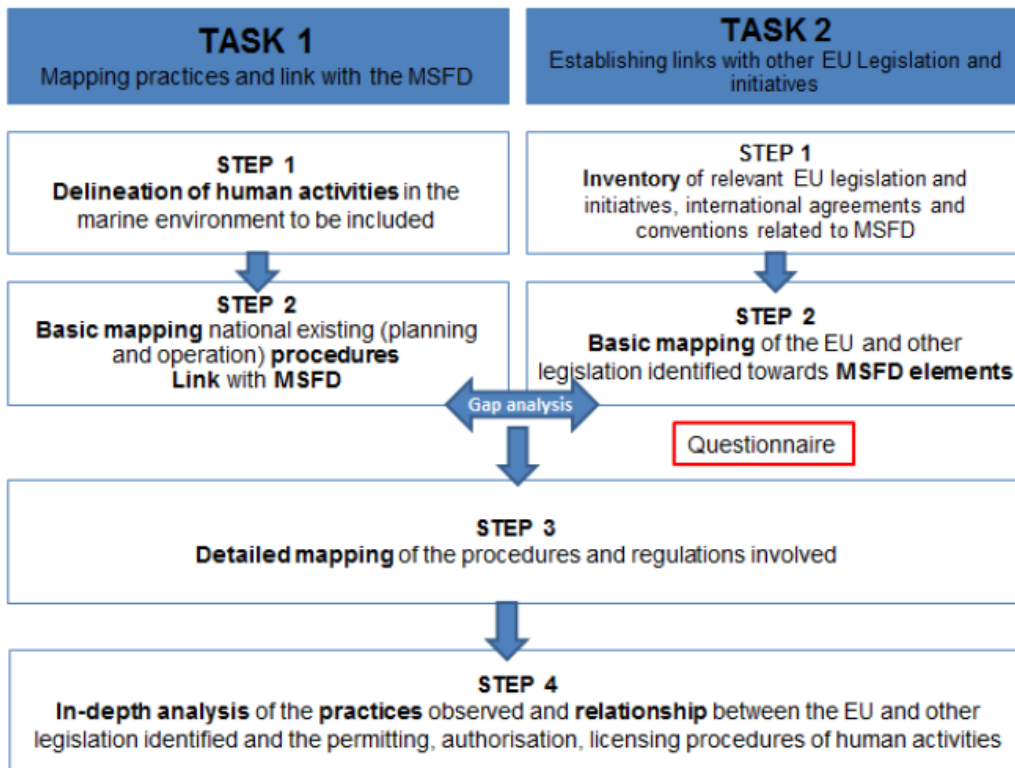 TASK 1
Mapping practices and link with the MSFD
TASK 2
Establishing links with other EU Legislation and
initiatives
STEP 1
Delineation of human activities in the
marine environment to be included
STEP 1
Inventory of relevant EU legislation and
initiatives, international agreements and
conventions related to MSFD
STEP 2
Basic mapping national existing (planning
and operation) procedures
Link with MSFD
STEP 2
Basic mapping of the EU and other
legislation identified towards MSFD elements
Gap analysis
Questionnaire
STEP 3
Detailed mapping of the procedures and regulations involved
STEP 4
In-depth analysis of the practices observed and relationship between the EU and other
legislation identified and the permitting, authorisation, licensing procedures of human activities